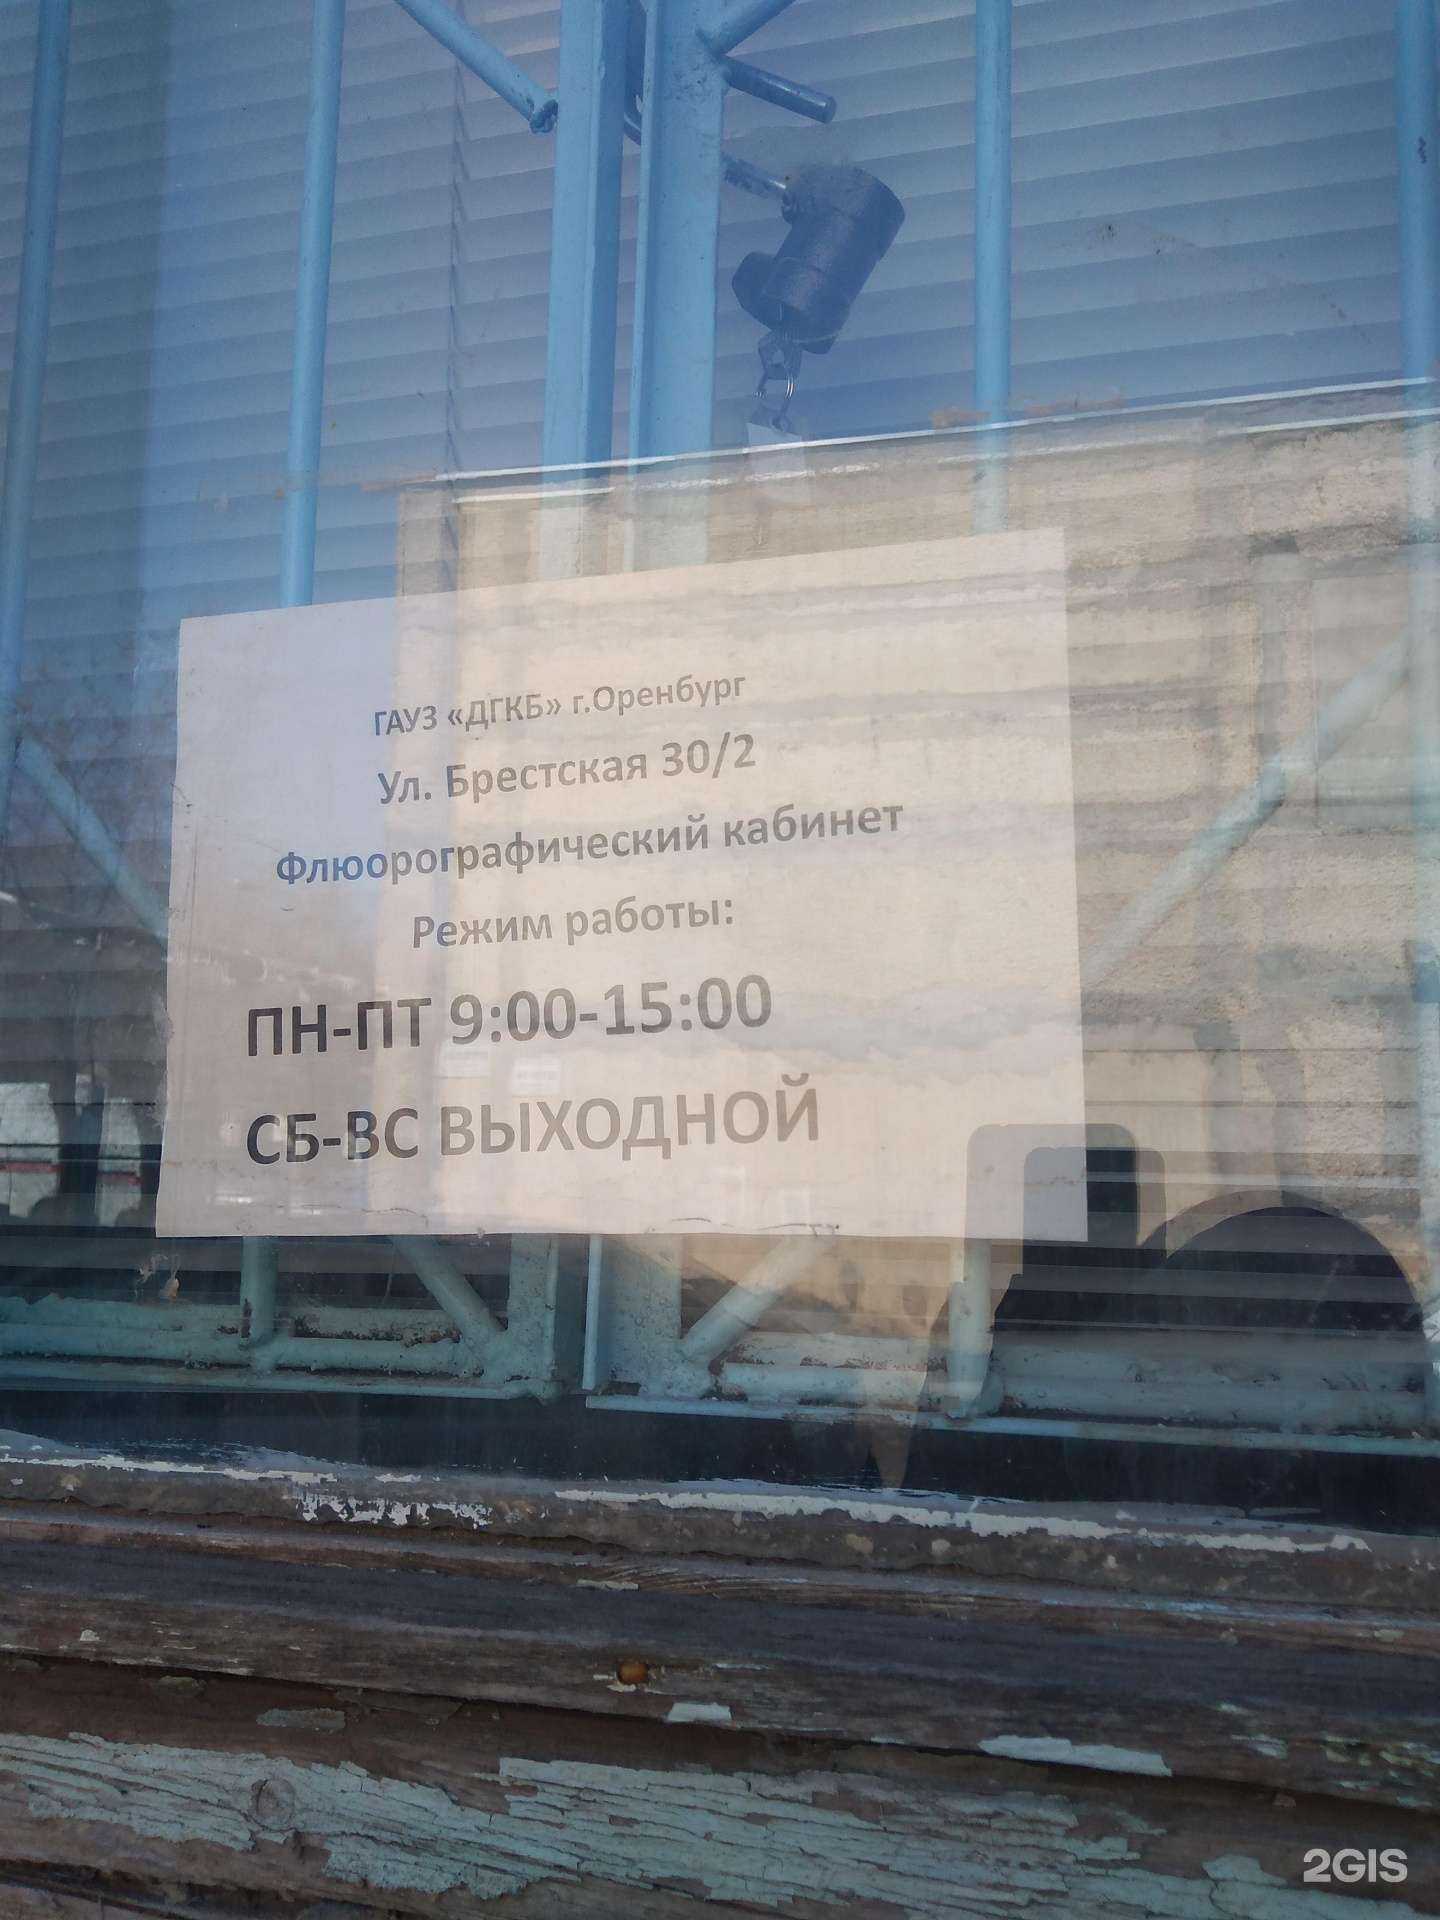 ГАУЗ «ДГКБ» г.Оренбург
Ул. Брестская 30/2
Флюорографический кабинет
Режим работы:
ПН-ПТ 9:00-15:00
СБ-ВС ВЫХОДНОЙ
2GIS